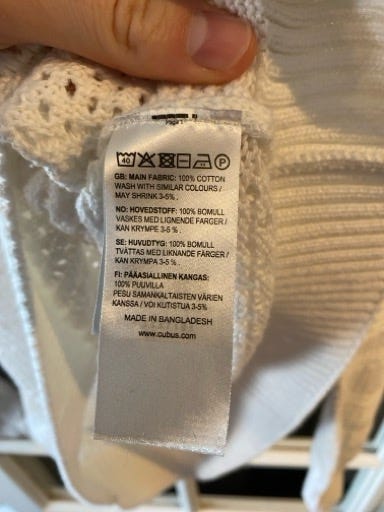 40 P
GB: MAIN FABRIC: 100% COTTON
WASH WITH SIMILAR COLOURS /
MAY SHRINK 3-5% .
NO: HOVEDSTOFF: 100% BOMULL
VASKES MED LIGNENDE FARGER /
KAN KRYMPE 3-5 % .
SE: HUVUDTYG: 100% BOMULL
TVÄTTAS MED LIKNANDE FÄRGER /
KAN KRYMPA 3-5 % .
FI: PÄÄASIALLINEN KANGAS:
100% PUUVILLA
PESU SAMANKALTAISTEN VÄRIEN
KANSSA / VOI KUTISTUA 3-5%
MADE IN BANGLADESH
www.cubus.com